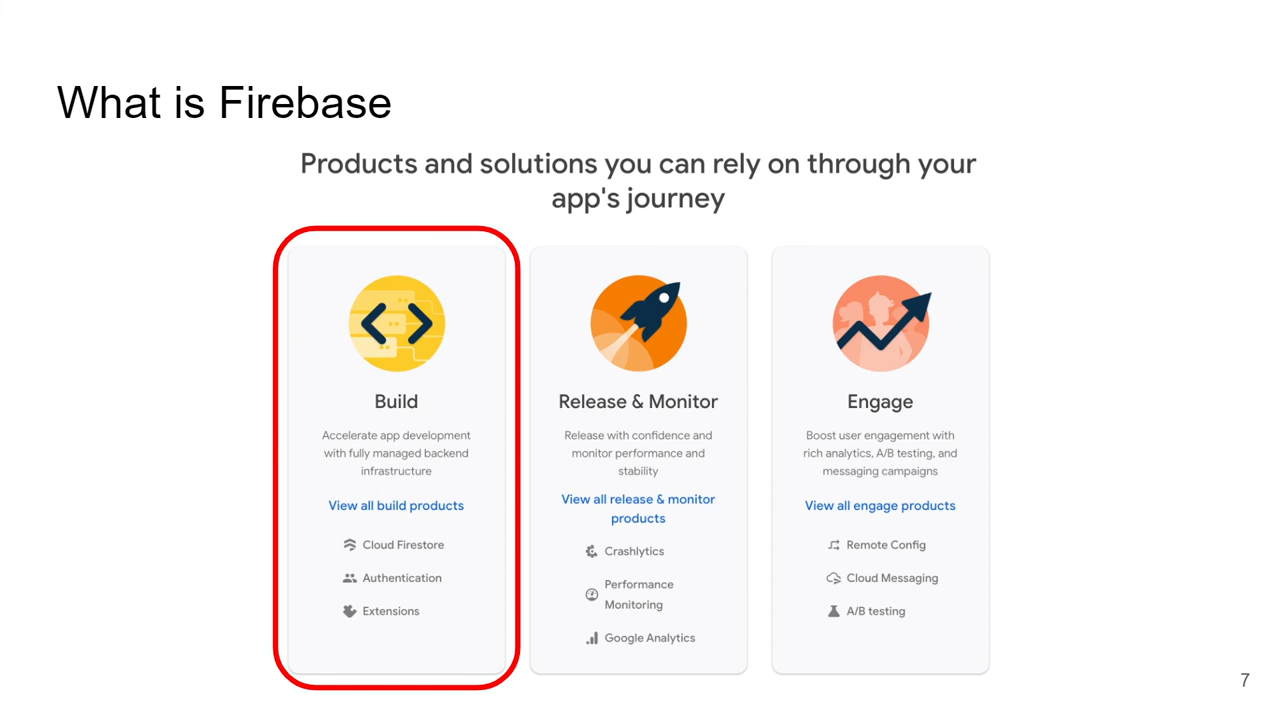 What is Firebase
Products and solutions you can rely on through your
app's journey
Build
Accelerate app development
with fully managed backend
infrastructure
View all build products
Cloud Firestore
Authentication
Extensions
Release & Monitor
Release with confidence and
monitor performance and
stability
View all release & monitor
products
Crashlytics
Performance
Monitoring
Google Analytics
Engage
Boost user engagement with
rich analytics, A/B testing, and
messaging campaigns
View all engage products
Remote Config
Cloud Messaging
A/B testing
7